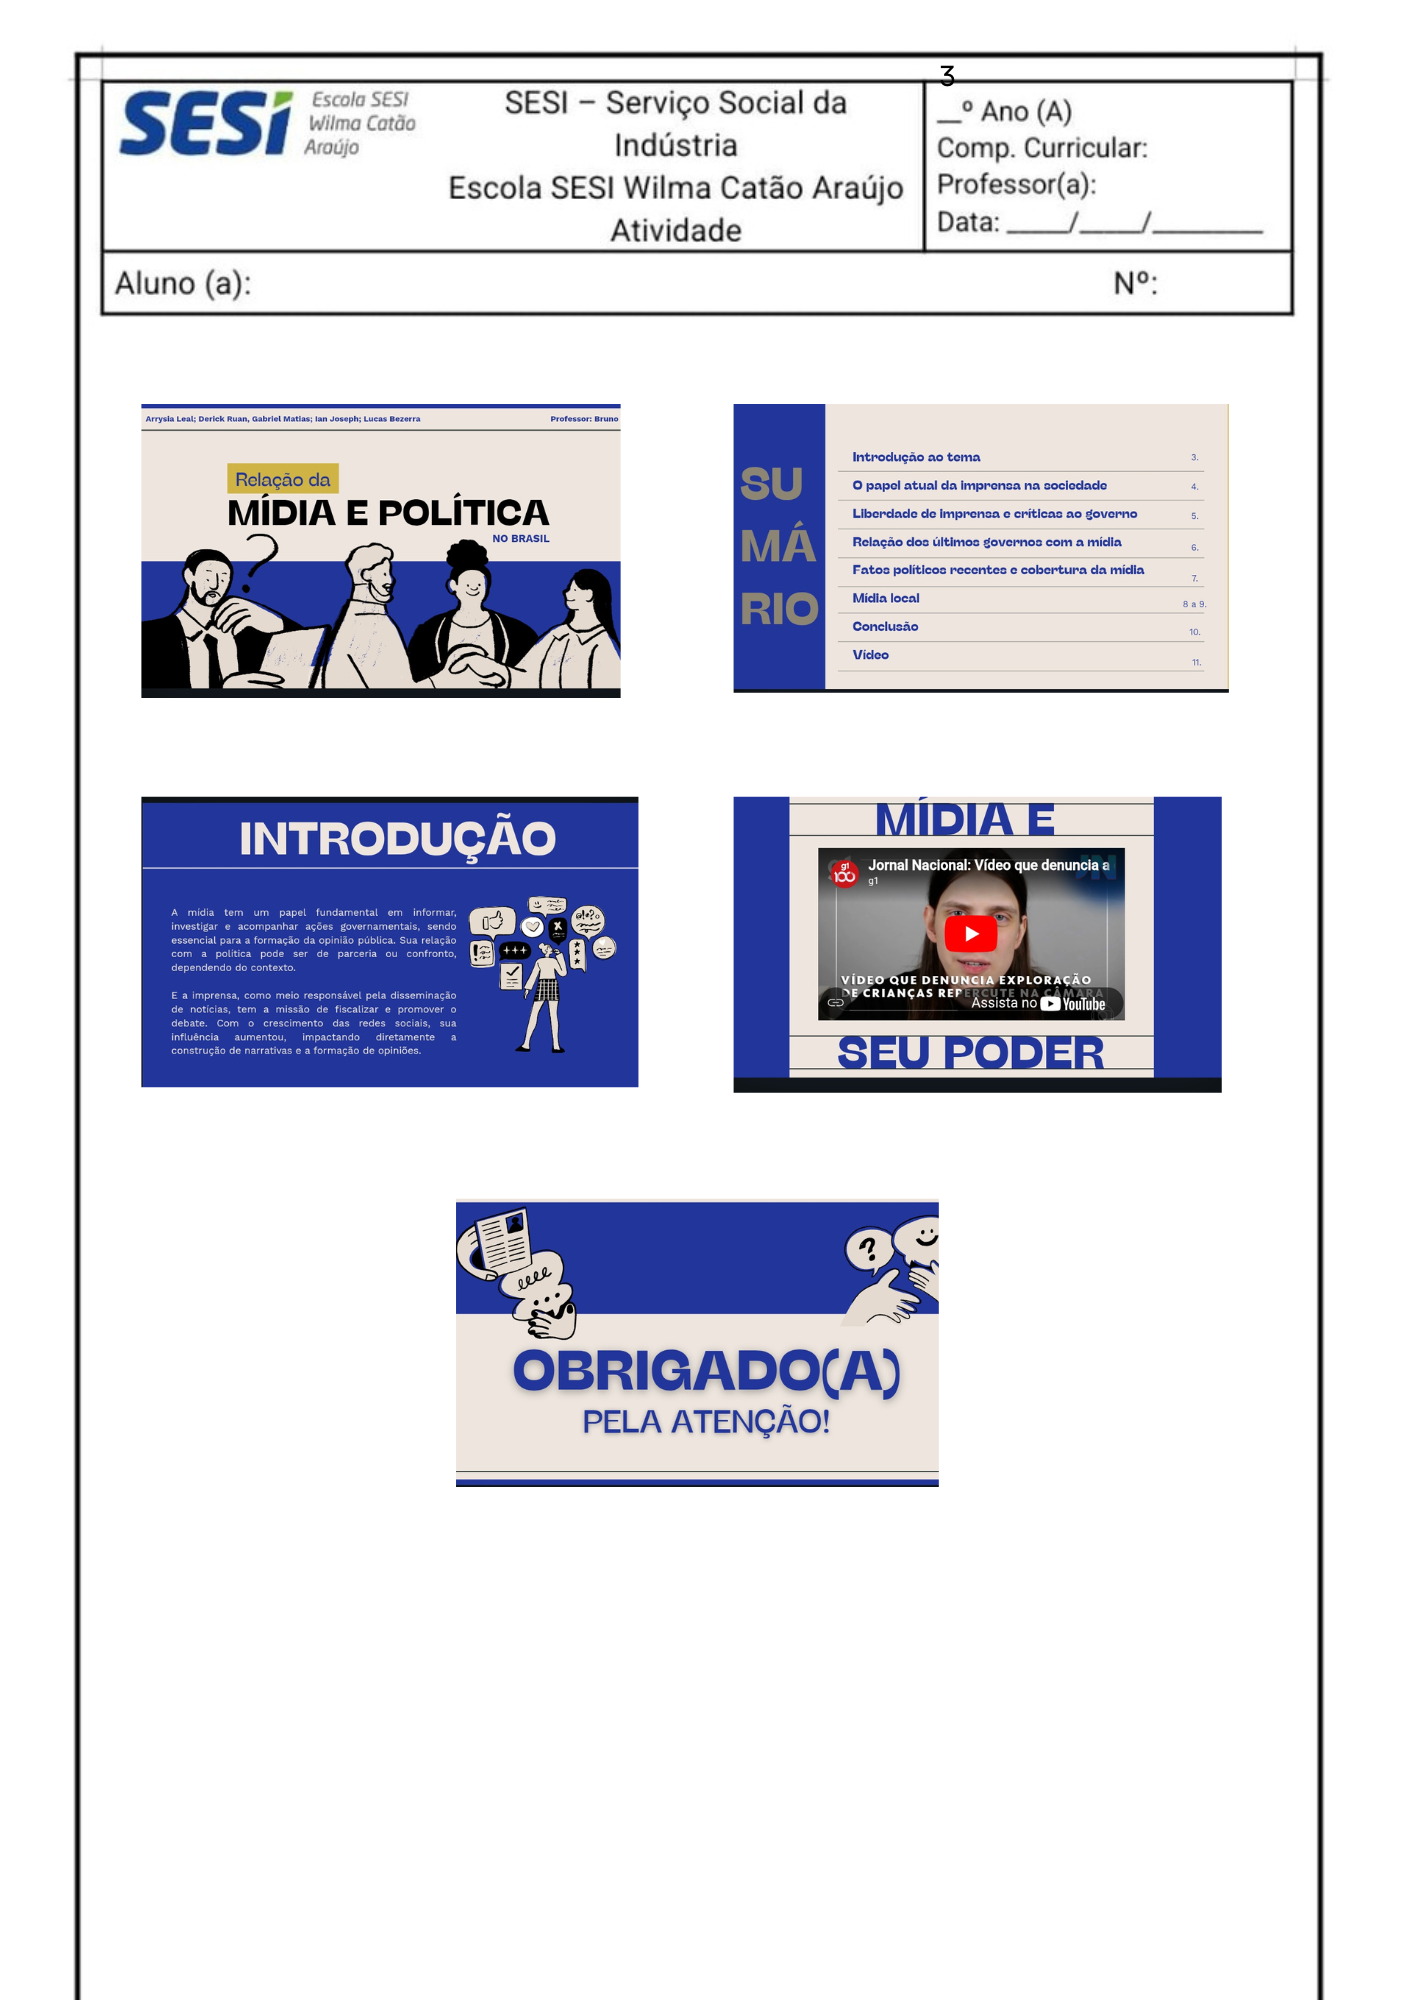 3
SESI
Escola SESI
Wilma Catão
Araújo
SESI – Serviço Social da
Indústria
Escola SESI Wilma Catão Araújo
Atividade
__º Ano (A)
Comp. Curricular:
Professor(a):
Data: _____/_____/________
Aluno (a):
Nº:
Arrysla Leal; Derick Ruan, Gabriel Matias; Ian Joseph; Lucas Bezerra
Professor: Bruno
Relação da
MÍDIA E POLÍTICA
NO BRASIL
SU
MÁ
RIO
Introdução ao tema 3.
O papel atual da imprensa na sociedade 4.
Liberdade de imprensa e críticas ao governo 5.
Relação dos últimos governos com a mídia 6.
Fatos políticos recentes e cobertura da mídia 7.
Mídia local 8 a 9.
Conclusão 10.
Vídeo 11.
INTRODUÇÃO
A mídia tem um papel fundamental em informar,
investigar e acompanhar ações governamentais, sendo
essencial para a formação da opinião pública. Sua relação
com a política pode ser de parceria ou confronto,
dependendo do contexto.
E a imprensa, como meio responsável pela disseminação
de notícias, tem a missão de fiscalizar e promover o
debate. Com o crescimento das redes sociais, sua
influência aumentou, impactando diretamente a
construção de narrativas e a formação de opiniões.
@!?
MÍDIA E
g1
100
Jornal Nacional: Vídeo que denuncia a
g1
JN
VÍDEO QUE DENUNCIA EXPLORAÇÃO
DE CRIANÇAS REPERCUTE NA CÂMARA
Assista no YouTube
SEU PODER
?
OBRIGADO(A)
PELA ATENÇÃO!